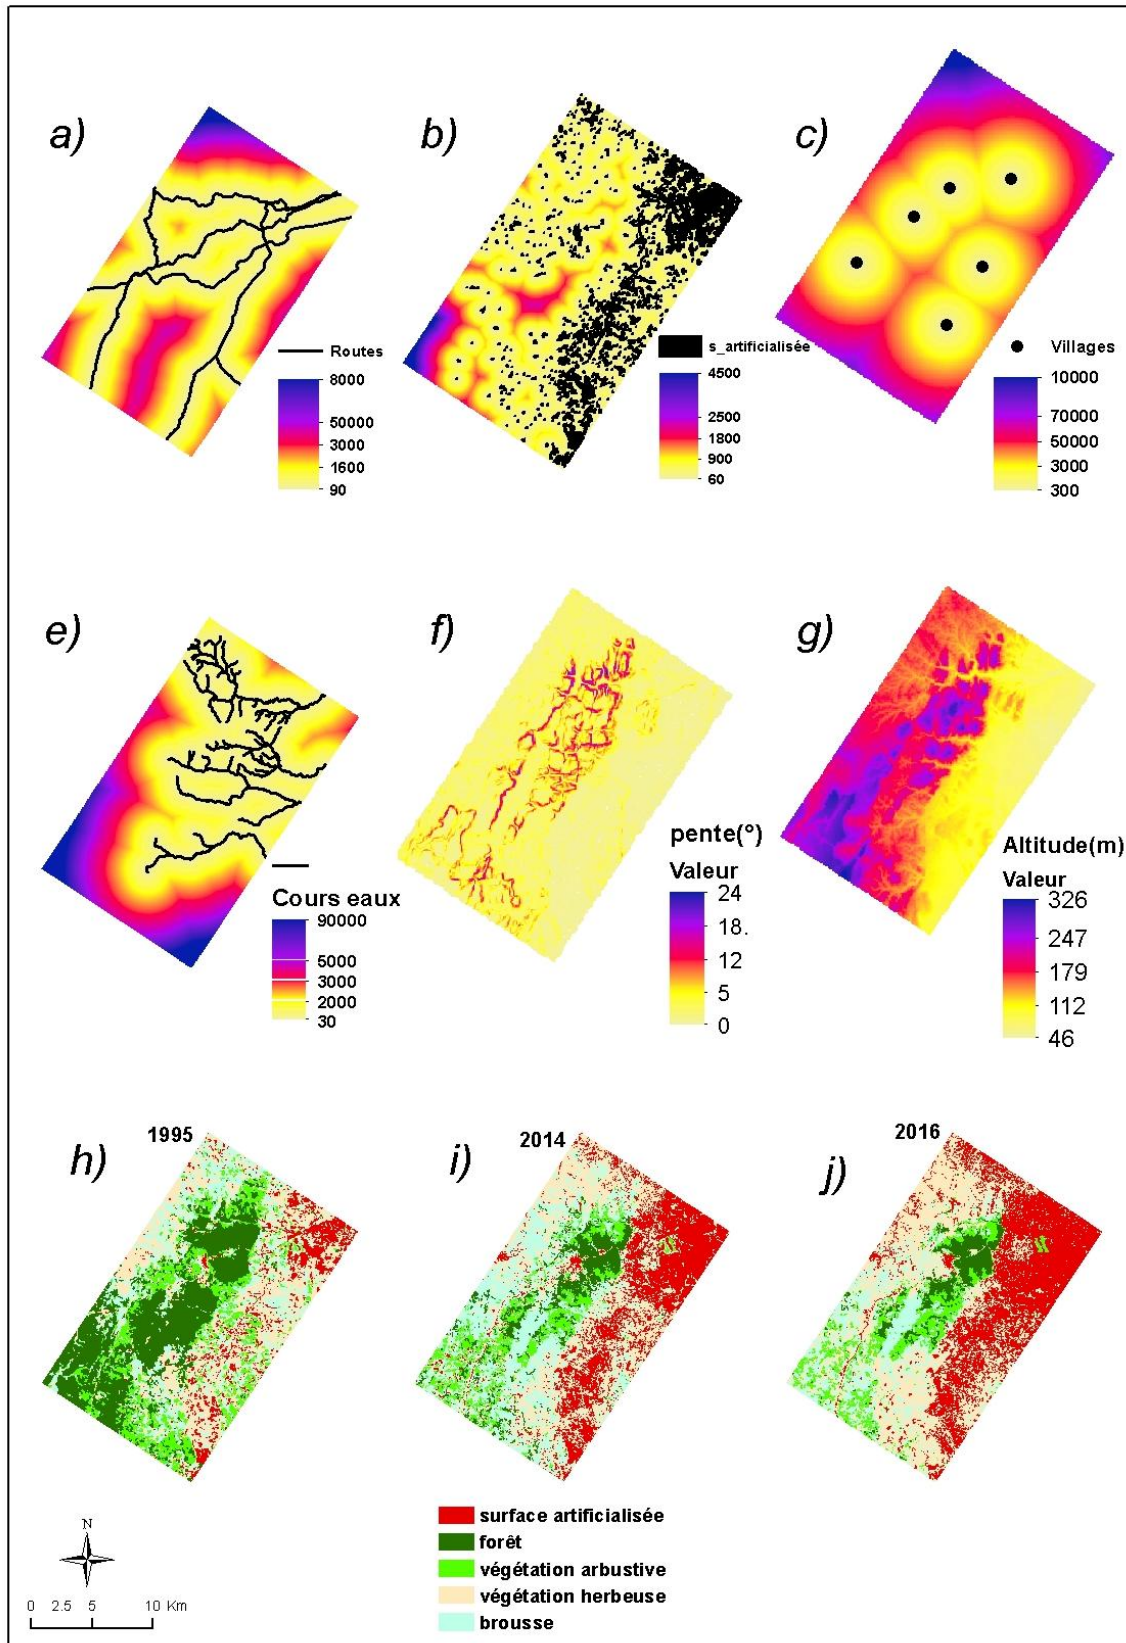 a)
Routes
8000
50000
3000
1600
90
b)
s_artificialisée
4500
2500
1800
900
60
c)
Villages
10000
70000
50000
3000
300
e)
Cours eaux
90000
5000
3000
2000
30
f)
pente(°)
Valeur
24
18.
12
5
0
g)
Altitude(m)
Valeur
326
247
179
112
46
h)
1995
i)
2014
j)
2016
surface artificialisée
forêt
végétation arbustive
végétation herbeuse
brousse
N
0 2.5 5 10 Km